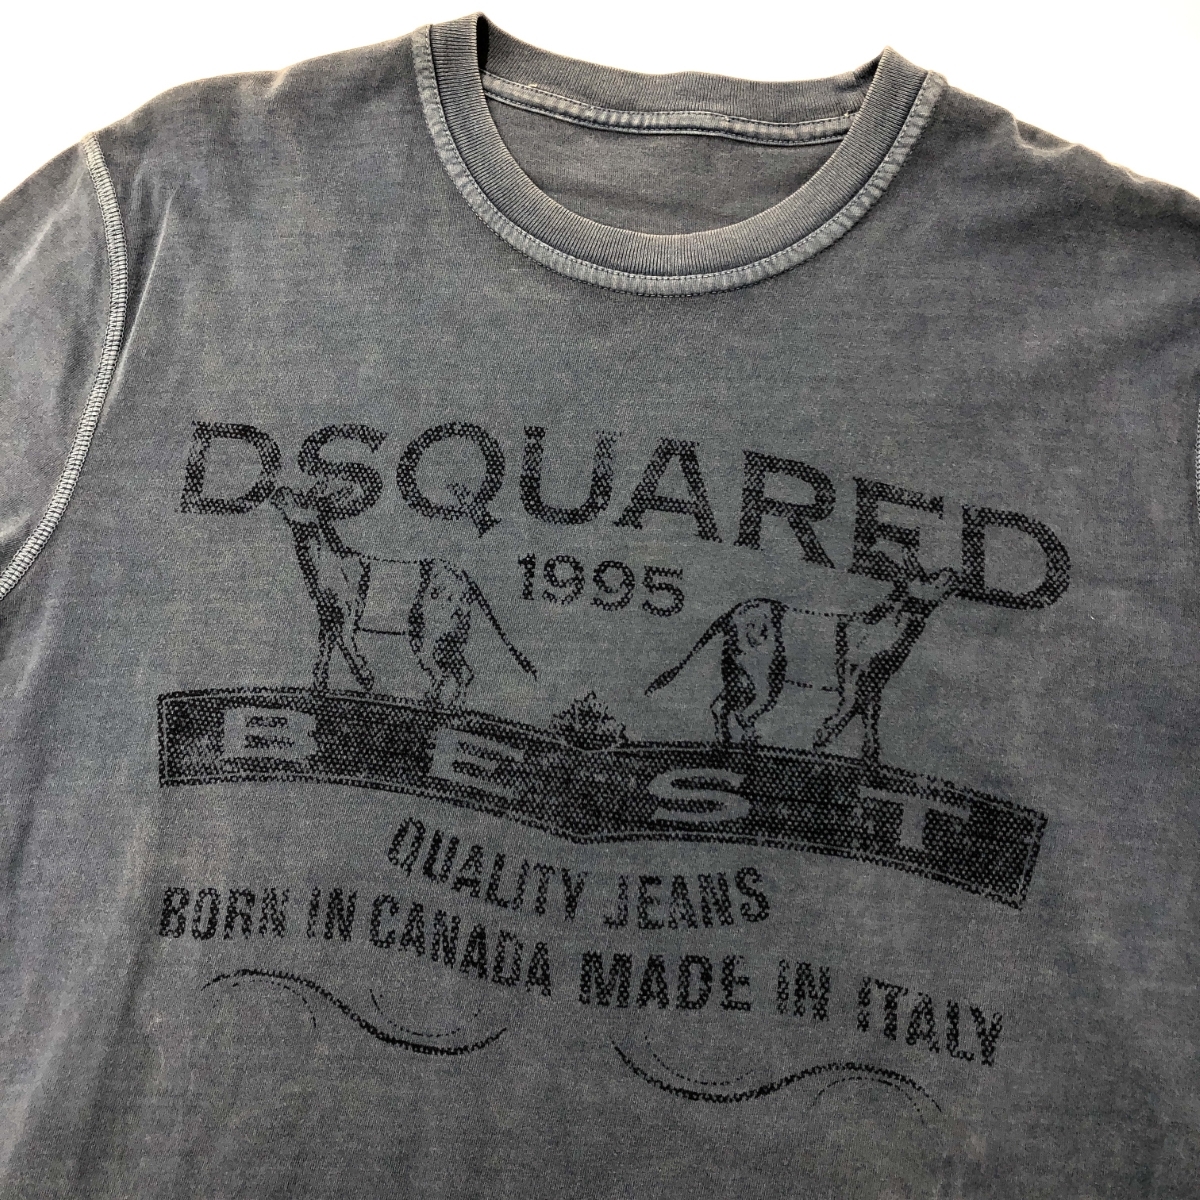 DSQUARED
1995
BEST
QUALITY JEANS
BORN IN CANADA MADE IN ITALY